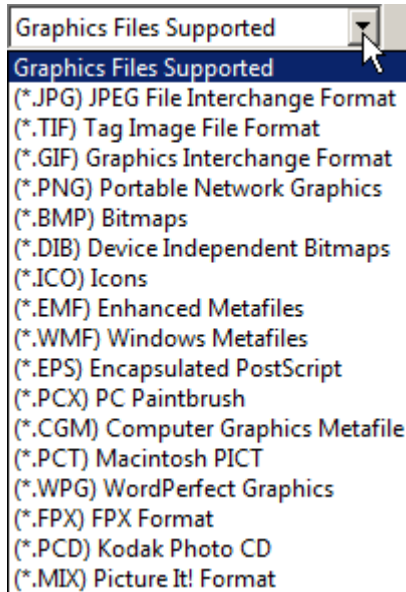 Graphics Files Supported
Graphics Files Supported
(*.JPG) JPEG File Interchange Format
(*.TIF) Tag Image File Format
(*.GIF) Graphics Interchange Format
(*.PNG) Portable Network Graphics
(*.BMP) Bitmaps
(*.DIB) Device Independent Bitmaps
(*.ICO) Icons
(*.EMF) Enhanced Metafiles
(*.WMF) Windows Metafiles
(*.EPS) Encapsulated PostScript
(*.PCX) PC Paintbrush
(*.CGM) Computer Graphics Metafile
(*.PCT) Macintosh PICT
(*.WPG) WordPerfect Graphics
(*.FPX) FPX Format
(*.PCD) Kodak Photo CD
(*.MIX) Picture It! Format